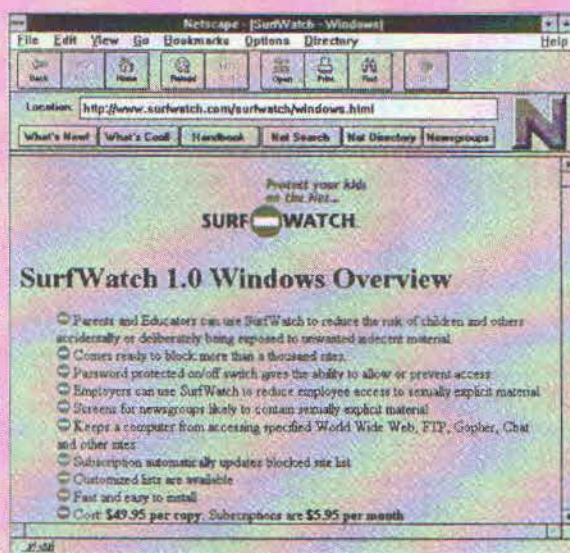 Netscape - [SurfWatch - Windows]
File Edit View Go Bookmarks Options Directory Help
Back Home Reload Open Print Find
Location: http://www.surfwatch.com/surfwatch/windows.html
What's New! What's Cool! Handbook Net Search Net Directory Newsgroups
N
Protect your kids
on the Net...
SURF WATCH
SurfWatch 1.0 Windows Overview
Parents and Educators can use SurfWatch to reduce the risk of children and others
accidentally or deliberately being exposed to unwanted indecent material.
Comes ready to block more than a thousand sites.
Password protected on/off switch gives the ability to allow or prevent access.
Employers can use SurfWatch to reduce employee access to sexually explicit material
Screens for newsgroups likely to contain sexually explicit material
Keeps a computer from accessing specified World Wide Web, FTP, Gopher, Chat
and other sites
Subscription automatically updates blocked site list
Customized lists are available
Fast and easy to install
Cost: $49.95 per copy. Subscriptions are $5.95 per month